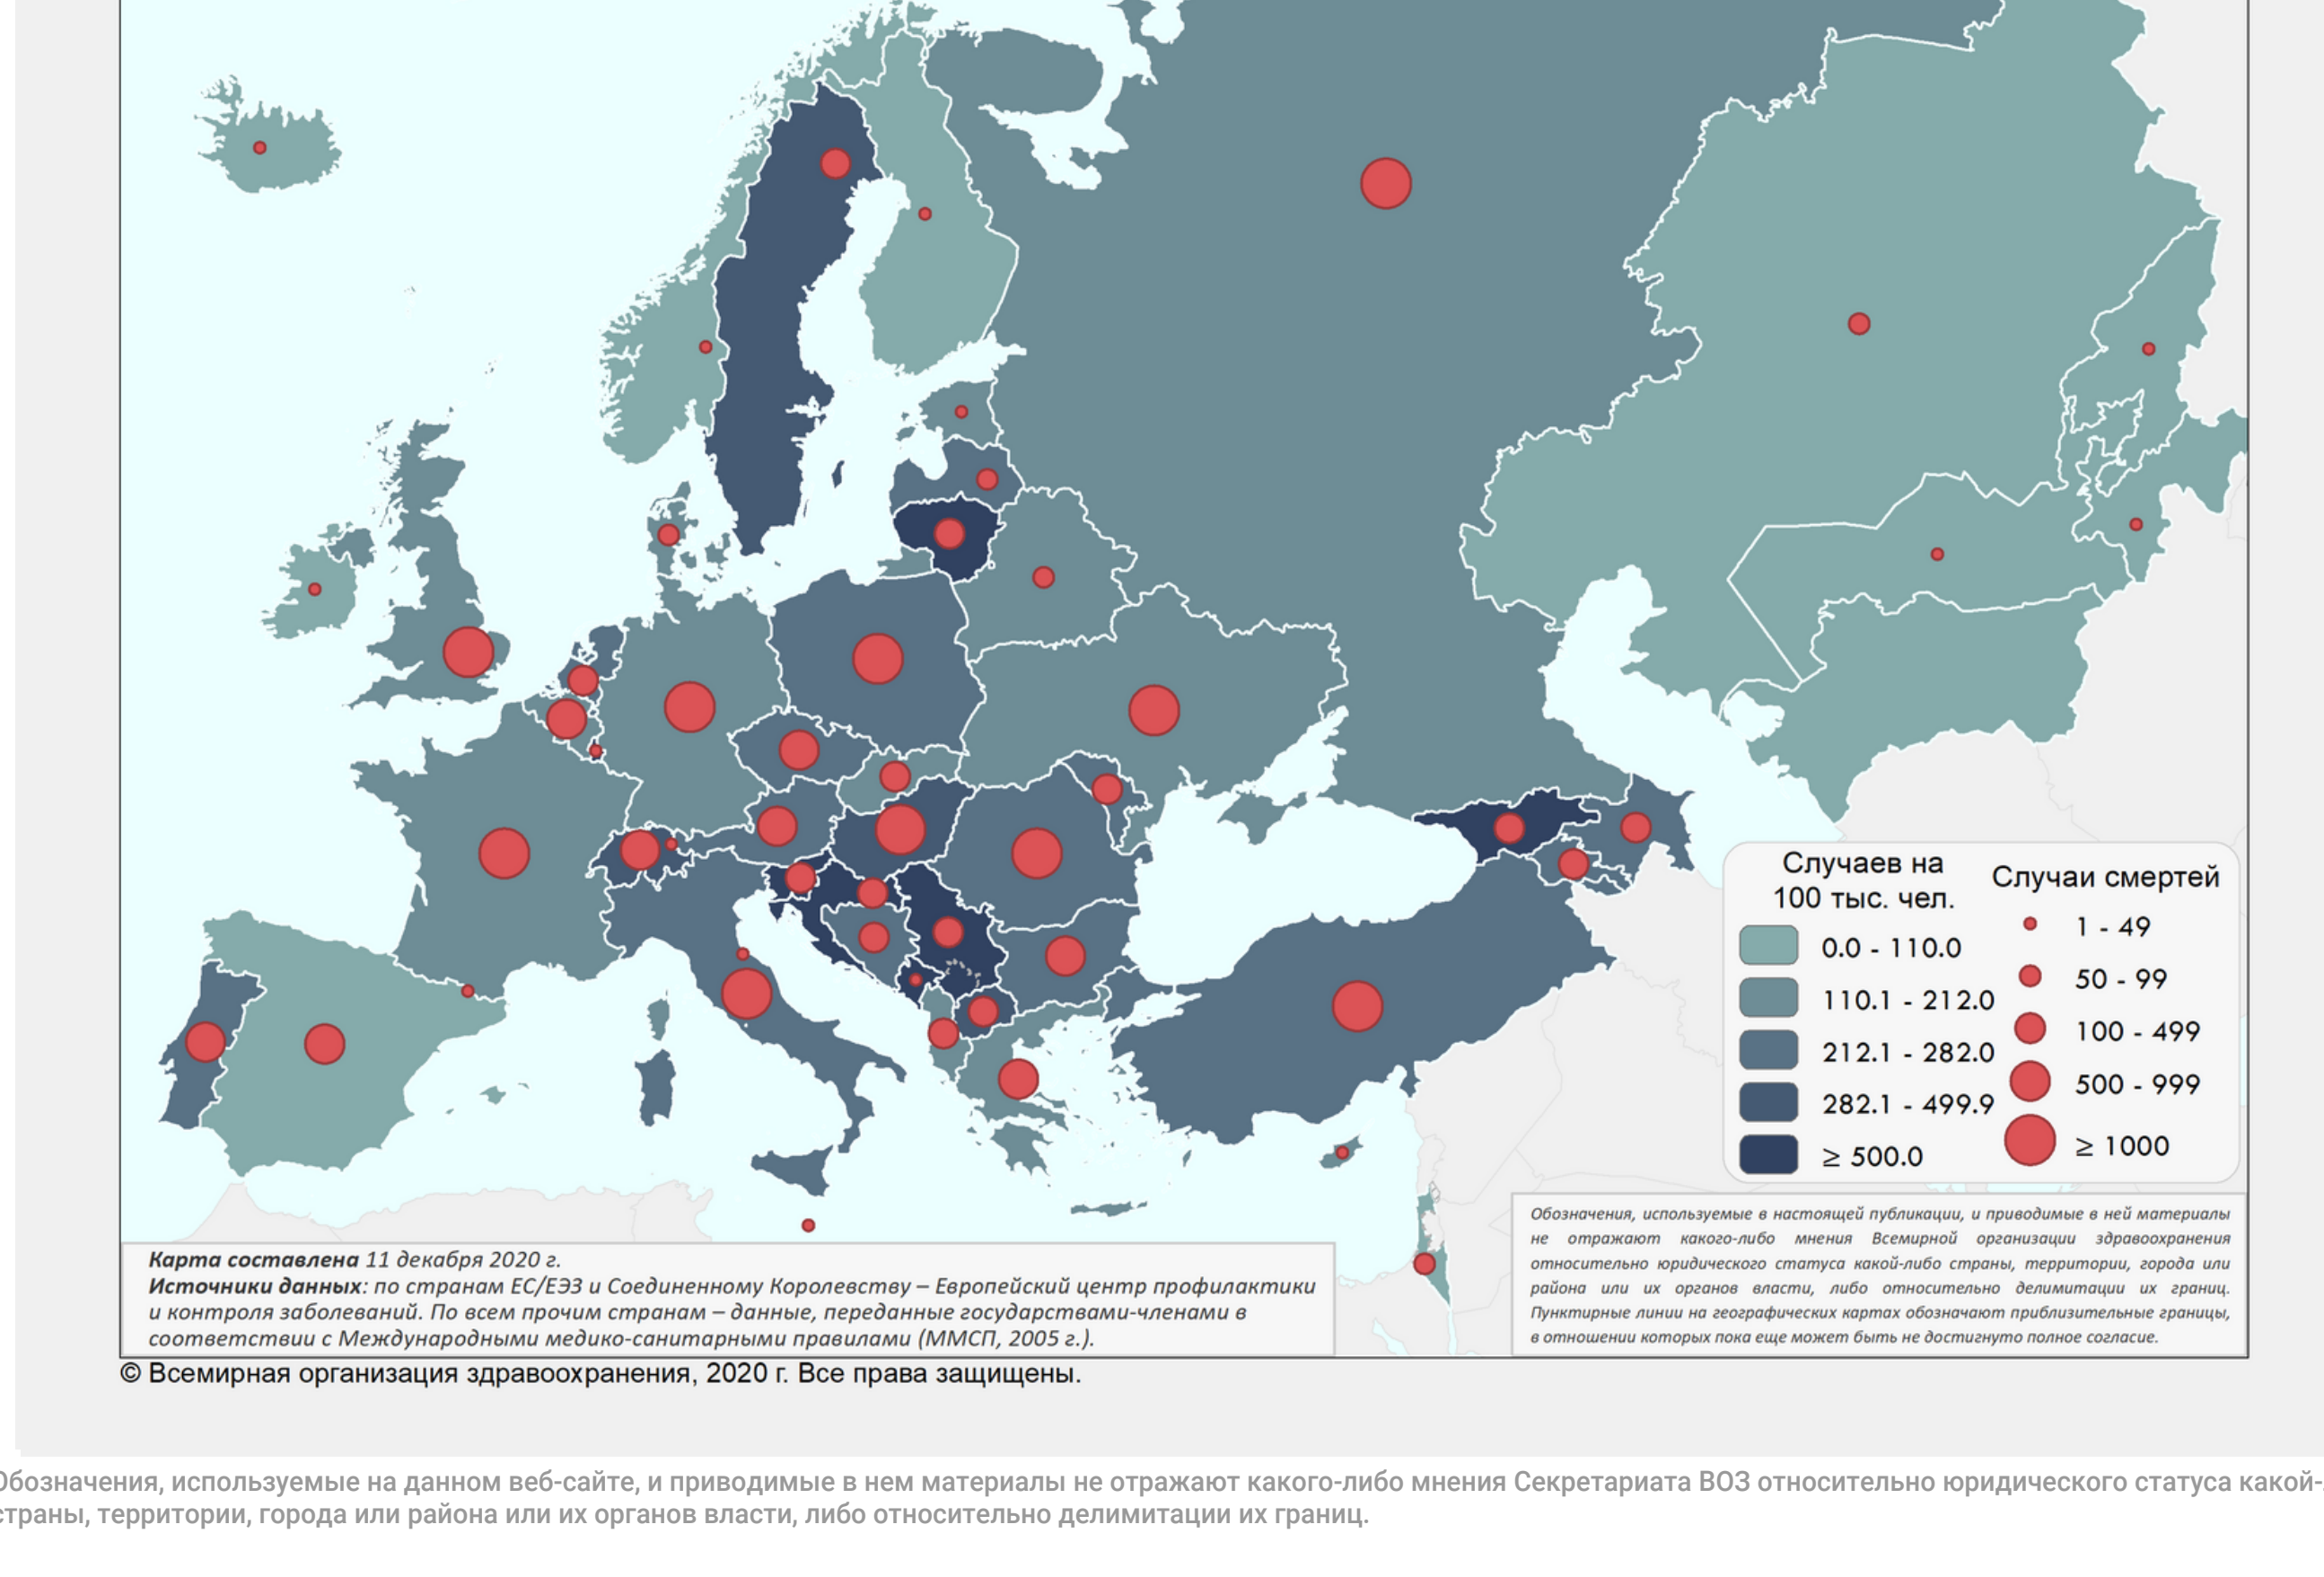 Случаев на
100 тыс. чел.
0.0 - 110.0
110.1 - 212.0
212.1 - 282.0
282.1 - 499.9
≥ 500.0
Случаи смертей
1 - 49
50 - 99
100 - 499
500 - 999
≥ 1000
Карта составлена 11 декабря 2020 г.
Источники данных: по странам ЕС/ЕЭЗ и Соединенному Королевству – Европейский центр профилактики
и контроля заболеваний. По всем прочим странам – данные, переданные государствами-членами в
соответствии с Международными медико-санитарными правилами (ММСП, 2005 г.).
Обозначения, используемые в настоящей публикации, и приводимые в ней материалы
не отражают какого-либо мнения Всемирной организации здравоохранения
относительно юридического статуса какой-либо страны, территории, города или
района или их органов власти, либо относительно делимитации их границ.
Пунктирные линии на географических картах обозначают приблизительные границы,
в отношении которых пока еще может быть не достигнуто полное согласие.
© Всемирная организация здравоохранения, 2020 г. Все права защищены.
Обозначения, используемые на данном веб-сайте, и приводимые в нем материалы не отражают какого-либо мнения Секретариата ВОЗ относительно юридического статуса какой-
страны, территории, города или района или их органов власти, либо относительно делимитации их границ.